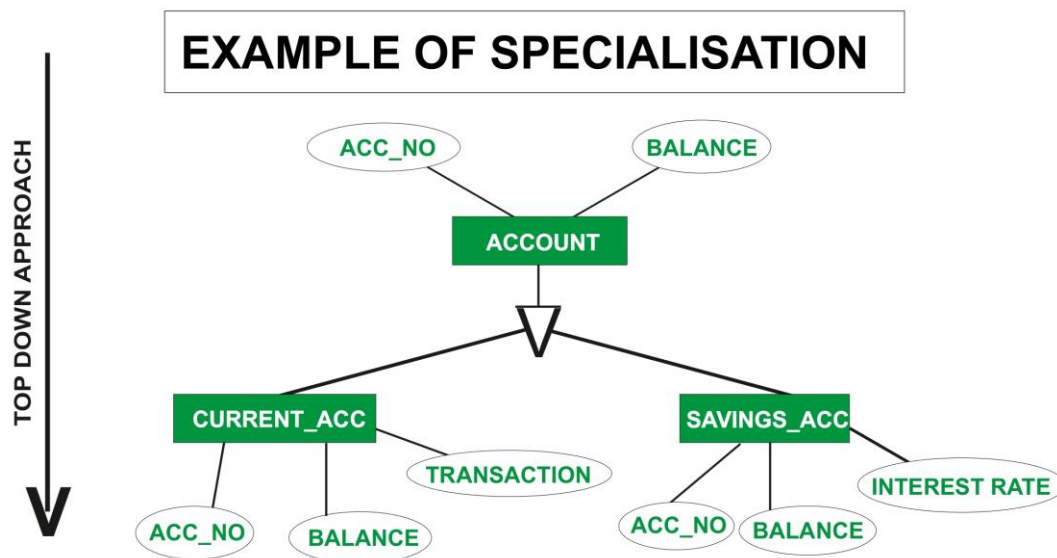 EXAMPLE OF SPECIALISATION
TOP DOWN APPROACH
ACC_NO
BALANCE
ACCOUNT
CURRENT_ACC
SAVINGS_ACC
TRANSACTION
INTEREST RATE
ACC_NO
BALANCE
ACC_NO
BALANCE